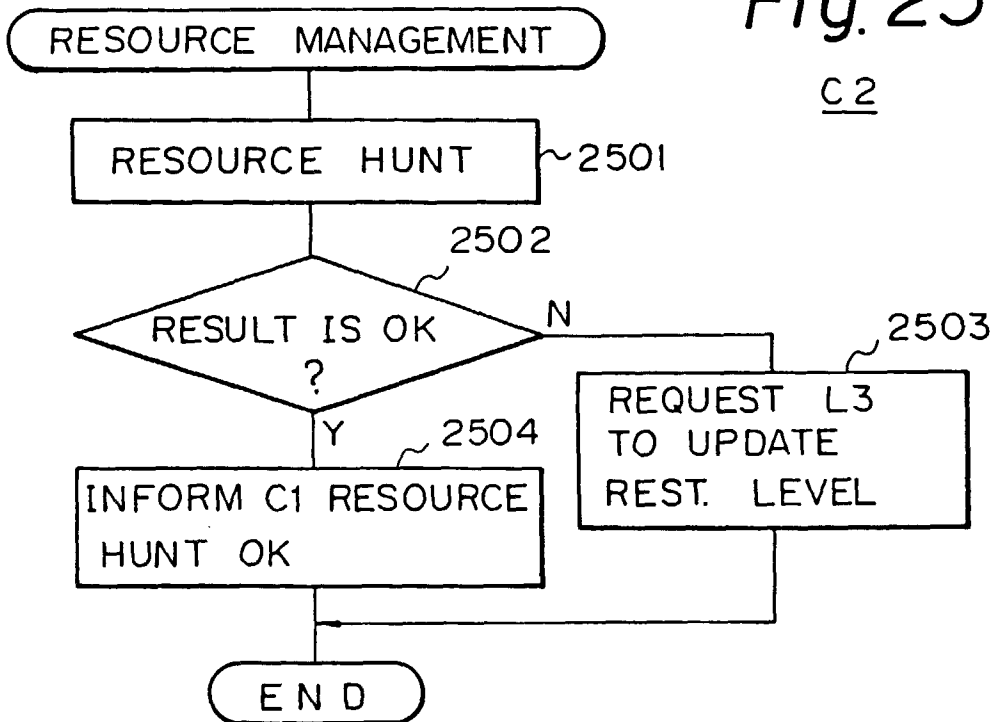 Fig. 25
C2
RESOURCE MANAGEMENT
RESOURCE HUNT
2501
2502
RESULT IS OK
?
N
Y
2503
REQUEST L3
TO UPDATE
REST. LEVEL
2504
INFORM C1 RESOURCE
HUNT OK
END